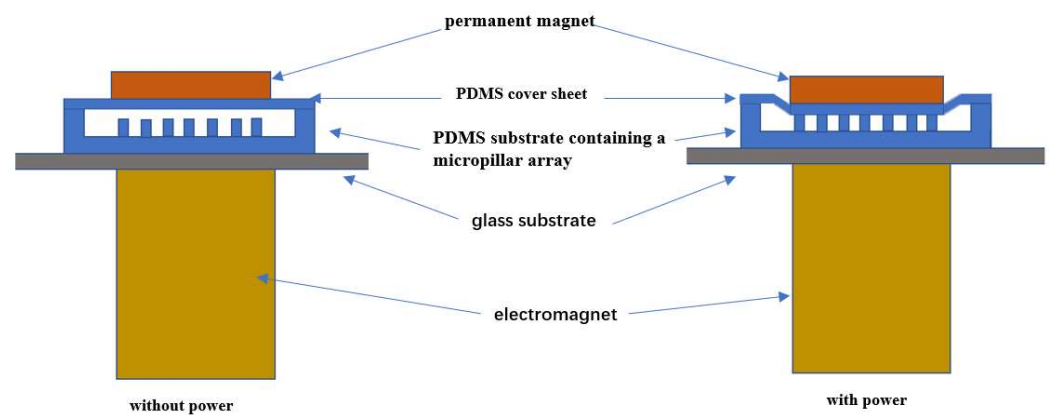 permanent magnet
PDMS cover sheet
PDMS substrate containing a
micropillar array
glass substrate
electromagnet
without power
with power